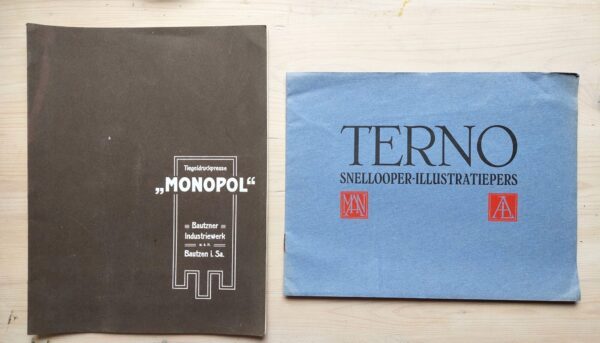 Tiegeldruckpresse
„MONOPOL“
Bautzner
Industriewerk
m.b.H.
Bautzen i. Sa.
TERNO
SNELLOOPER-ILLUSTRATIEPERS
MAN